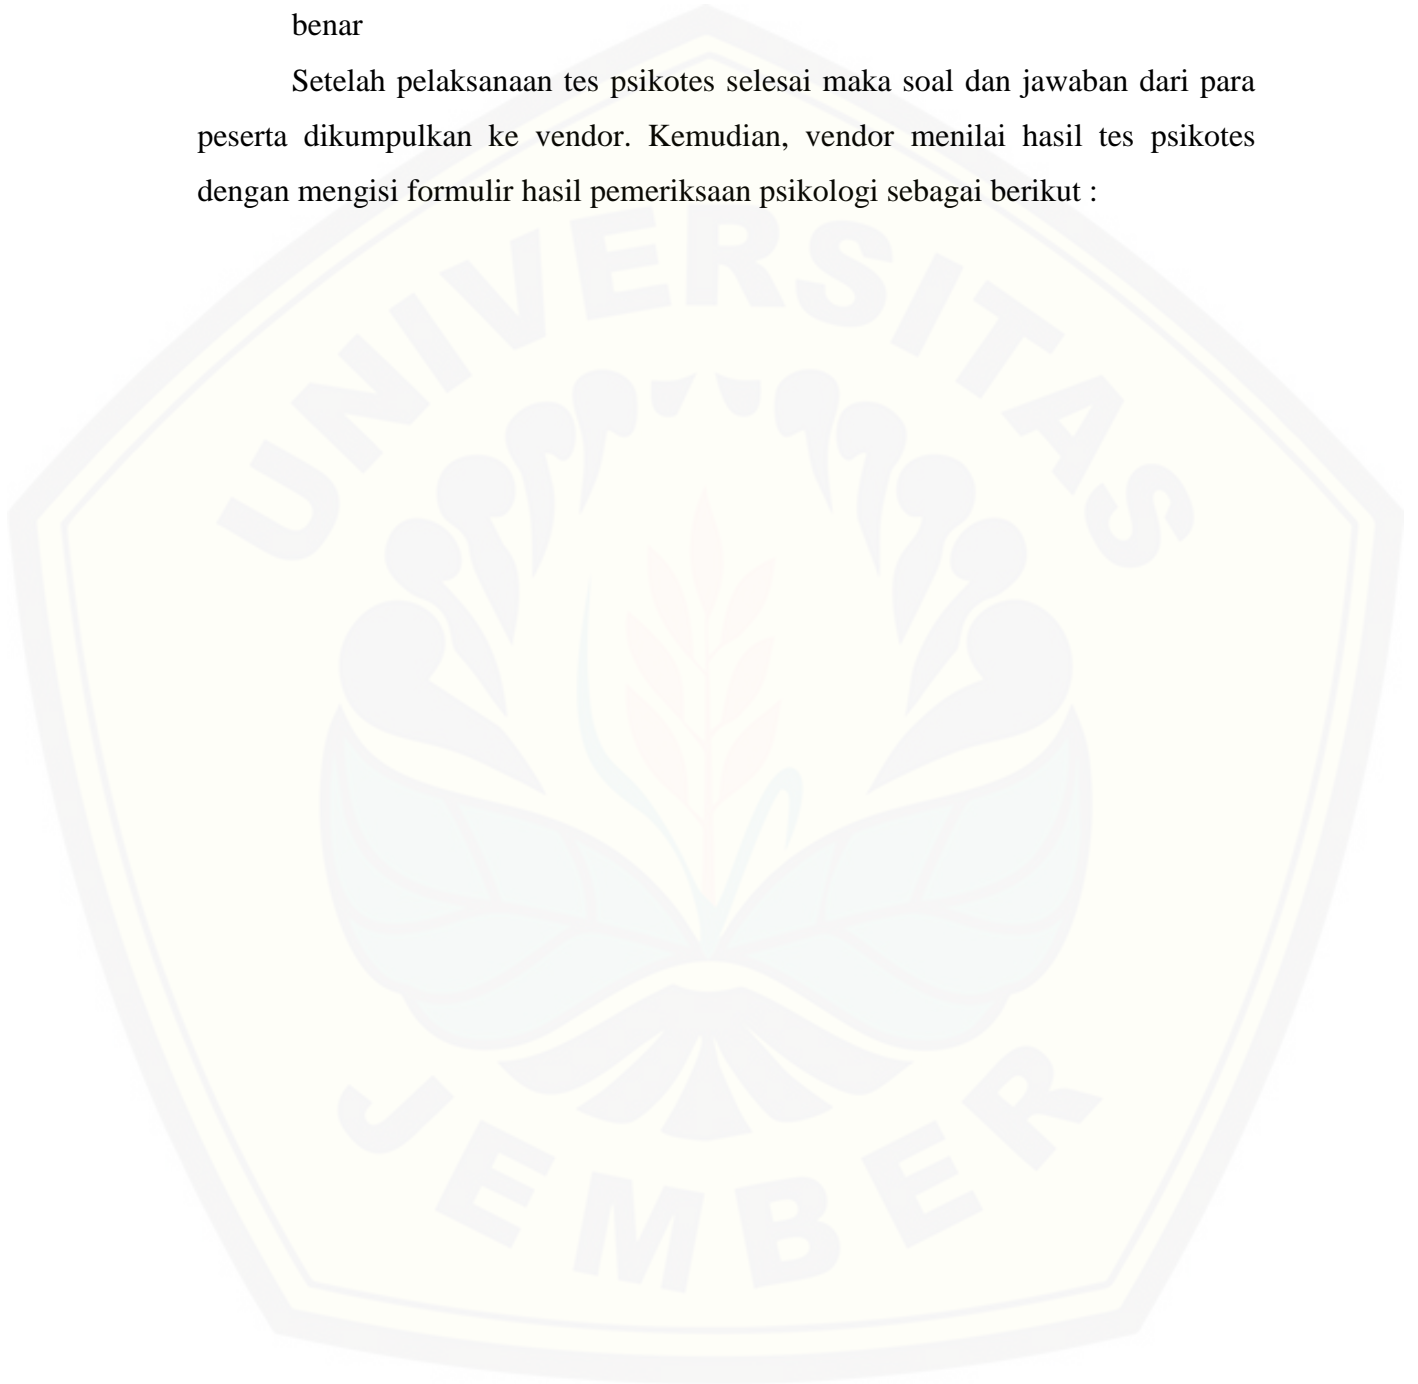 benar
Setelah pelaksanaan tes psikotes selesai maka soal dan jawaban dari para
peserta dikumpulkan ke vendor. Kemudian, vendor menilai hasil tes psikotes
dengan mengisi formulir hasil pemeriksaan psikologi sebagai berikut :
UNIVERSITAS
JEMBER